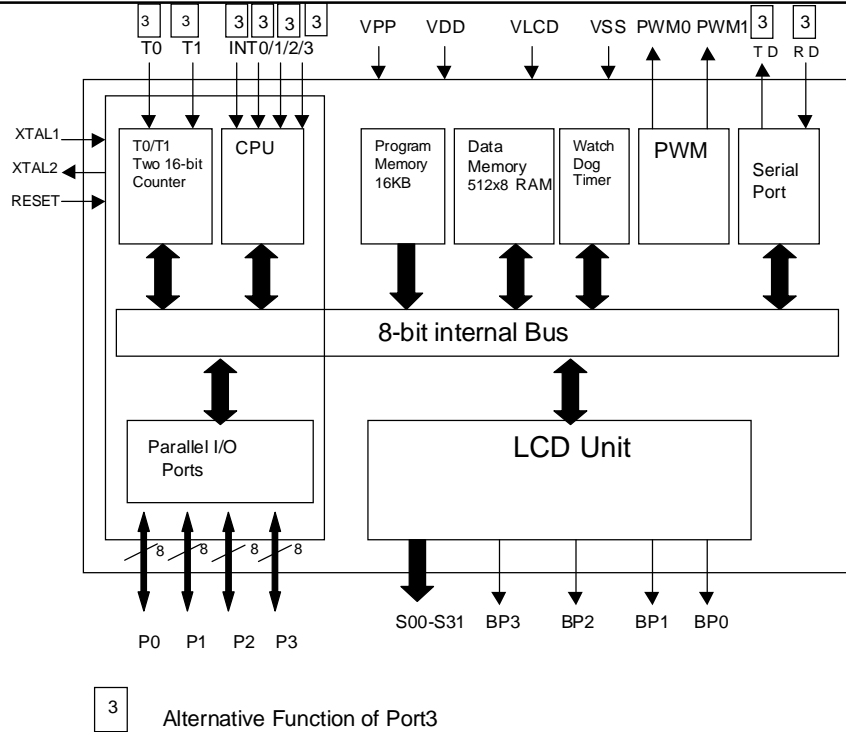 3 3 3 3 3 3 3 3
T0 T1 INT0/1/2/3 VPP VDD VLCD VSS PWM0 PWM1 T D R D
XTAL1
XTAL2
RESET
T0/T1
Two 16-bit
Counter
CPU
Program
Memory
16KB
Data
Memory
512x8 RAM
Watch
Dog
Timer
PWM
Serial
Port
8-bit internal Bus
Parallel I/O
Ports
LCD Unit
8 8 8 8
P0 P1 P2 P3
S00-S31 BP3 BP2 BP1 BP0
3 Alternative Function of Port3